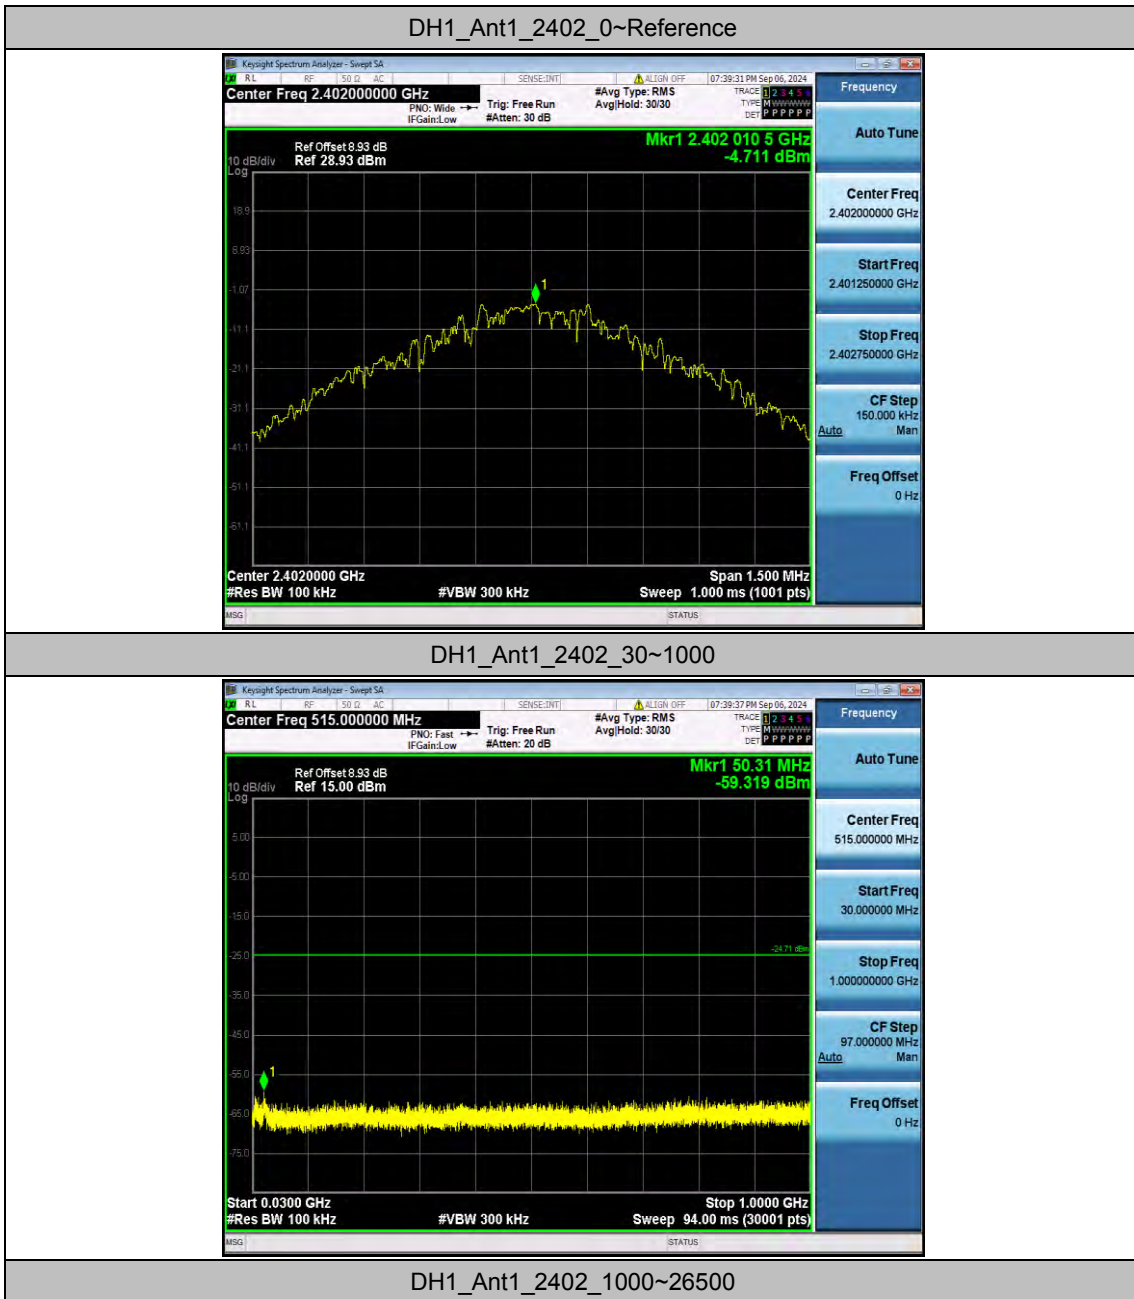 DH1_Ant1_2402_0~Reference
Keysight Spectrum Analyzer - Swept SA
RL RF 50 Ω AC SENSE:INT ALIGN OFF 07:39:31 PM Sep 06, 2024
Center Freq 2.402000000 GHz
PNO: Wide
IFGain:Low
Trig: Free Run
#Atten: 30 dB
#Avg Type: RMS
Avg|Hold: 30/30
TRACE 1 2 3 4 5 6
TYPE M WWWWW
DET P P P P P P
Frequency
Auto Tune
Mkr1 2.402 010 5 GHz
-4.711 dBm
Ref Offset 8.93 dB
10 dB/div Ref 28.93 dBm
Log
18.9
8.93
-1.07
-11.1
-21.1
-31.1
-41.1
-51.1
-61.1
1
Center Freq
2.402000000 GHz
Start Freq
2.401250000 GHz
Stop Freq
2.402750000 GHz
CF Step
150.000 kHz
Auto Man
Freq Offset
0 Hz
Center 2.4020000 GHz Span 1.500 MHz
#Res BW 100 kHz #VBW 300 kHz Sweep 1.000 ms (1001 pts)
MSG STATUS
DH1_Ant1_2402_30~1000
Keysight Spectrum Analyzer - Swept SA
RL RF 50 Ω AC SENSE:INT ALIGN OFF 07:39:37 PM Sep 06, 2024
Center Freq 515.000000 MHz
PNO: Fast
IFGain:Low
Trig: Free Run
#Atten: 20 dB
#Avg Type: RMS
Avg|Hold: 30/30
TRACE 1 2 3 4 5 6
TYPE M WWWWW
DET P P P P P P
Frequency
Auto Tune
Mkr1 50.31 MHz
-59.319 dBm
Ref Offset 8.93 dB
10 dB/div Ref 15.00 dBm
Log
5.00
-5.00
-15.0
-25.0
-35.0
-45.0
-55.0
-65.0
-75.0
-24.71 dBm
1
Center Freq
515.000000 MHz
Start Freq
30.000000 MHz
Stop Freq
1.000000000 GHz
CF Step
97.000000 MHz
Auto Man
Freq Offset
0 Hz
Start 0.0300 GHz Stop 1.0000 GHz
#Res BW 100 kHz #VBW 300 kHz Sweep 94.00 ms (30001 pts)
MSG STATUS
DH1_Ant1_2402_1000~26500